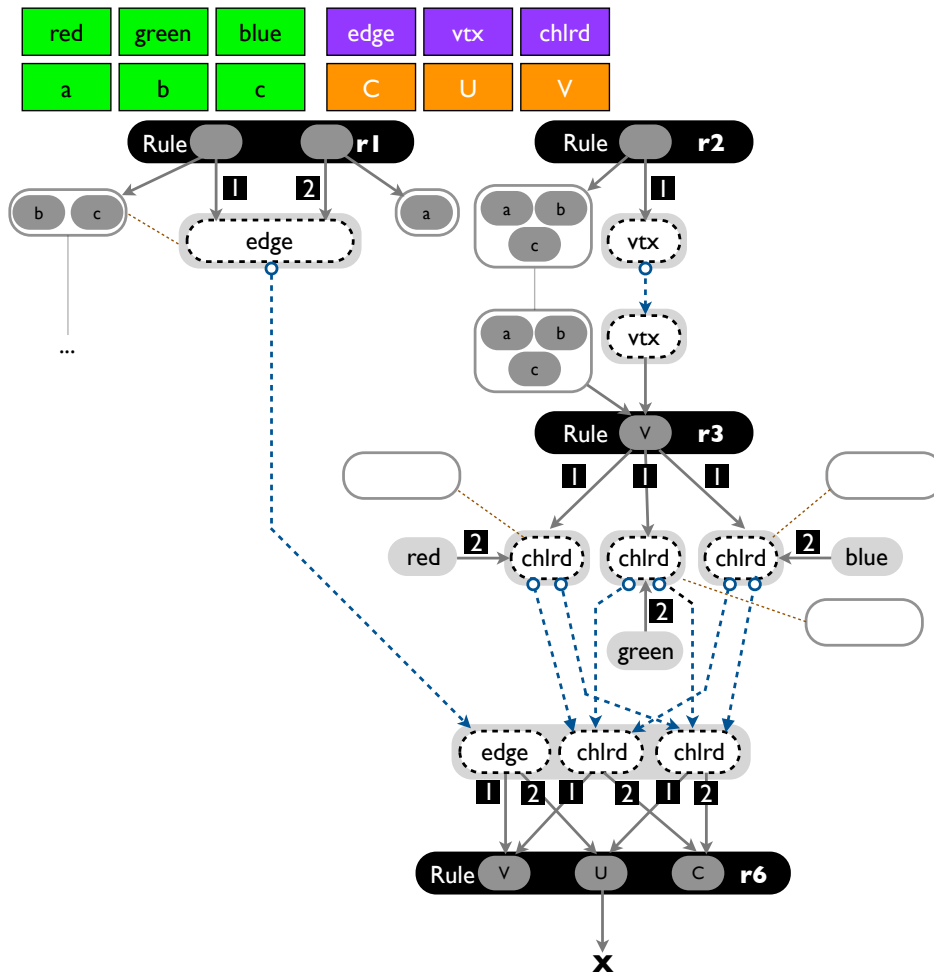 red green blue edge vtx chlrd
a b c C U V
Rule r1 Rule r2
1 2 1
b c a a b
edge c vtx
a b vtx
... c
Rule V r3
1 1 1
red 2 chlrd chlrd chlrd 2 blue
2
green
edge chlrd chlrd
1 2 1 2 1 2
Rule V U C r6
x